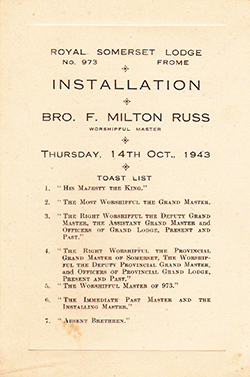 ROYAL SOMERSET LODGE
No. 973 FROME
INSTALLATION
BRO. F. MILTON RUSS
WORSHIPFUL MASTER
THURSDAY, 14TH OCT., 1943
TOAST LIST
1. "HIS MAJESTY THE KING."
2. "THE MOST WORSHIPFUL THE GRAND MASTER.
3. "THE RIGHT WORSHIPFUL THE DEPUTY GRAND
MASTER, THE ASSISTANT GRAND MASTER and
OFFICERS OF GRAND LODGE, PRESENT AND
PAST."
4. "THE RIGHT WORSHIPFUL THE PROVINCIAL
GRAND MASTER OF SOMERSET, THE WORSHIP-
FUL THE DEPUTY PROVINCIAL GRAND MASTER,
and OFFICERS OF PROVINCIAL GRAND LODGE,
PRESENT AND PAST."
5. "THE WORSHIPFUL MASTER OF 973."
6. "THE IMMEDIATE PAST MASTER AND THE
INSTALLING MASTER."
7. "ABSENT BRETHREN."